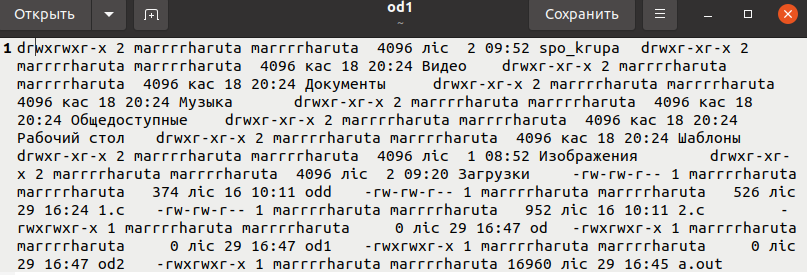 Открыть
od1
~
Сохранить
1 drwxrwxr-x 2 marrrrharuta marrrrharuta 4096 ліс 2 09:52 spo_krupa drwxr-xr-x 2
marrrrharuta marrrrharuta 4096 кас 18 20:24 Видео drwxr-xr-x 2 marrrrharuta
marrrrharuta 4096 кас 18 20:24 Документы drwxr-xr-x 2 marrrrharuta marrrrharuta
4096 кас 18 20:24 Музыка drwxr-xr-x 2 marrrrharuta marrrrharuta 4096 кас 18
20:24 Общедоступные drwxr-xr-x 2 marrrrharuta marrrrharuta 4096 кас 18 20:24
Рабочий стол drwxr-xr-x 2 marrrrharuta marrrrharuta 4096 кас 18 20:24 Шаблоны
drwxr-xr-x 2 marrrrharuta marrrrharuta 4096 ліс 1 08:52 Изображения drwxr-xr-
x 2 marrrrharuta marrrrharuta 4096 ліс 2 09:20 Загрузки -rw-rw-r-- 1 marrrrharuta
marrrrharuta 374 ліс 16 10:11 odd -rw-rw-r-- 1 marrrrharuta marrrrharuta 526 ліс
29 16:24 1.c -rw-rw-r-- 1 marrrrharuta marrrrharuta 952 ліс 16 10:11 2.c -
rwxrwxr-x 1 marrrrharuta marrrrharuta 0 ліс 29 16:47 od -rwxrwxr-x 1 marrrrharuta
marrrrharuta 0 ліс 29 16:47 od1 -rwxrwxr-x 1 marrrrharuta marrrrharuta 0 ліс
29 16:47 od2 -rwxrwxr-x 1 marrrrharuta marrrrharuta 16960 ліс 29 16:45 a.out